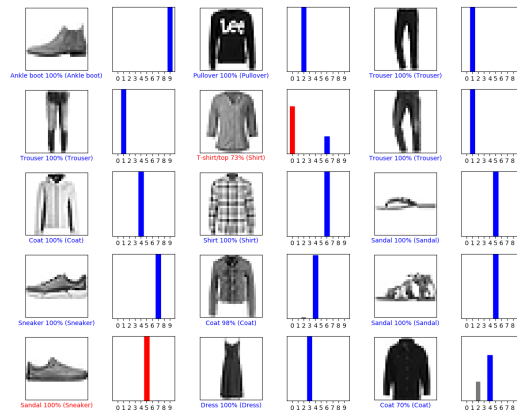 Lee
0 1 2 3 4 5 6 7 8 9
0 1 2 3 4 5 6 7 8 9
0 1 2 3 4 5 6 7 8 9
Ankle boot 100% (Ankle boot)
Pullover 100% (Pullover)
Trouser 100% (Trouser)
0 1 2 3 4 5 6 7 8 9
0 1 2 3 4 5 6 7 8 9
0 1 2 3 4 5 6 7 8 9
Trouser 100% (Trouser)
T-shirt/top 73% (Shirt)
Trouser 100% (Trouser)
0 1 2 3 4 5 6 7 8 9
0 1 2 3 4 5 6 7 8 9
0 1 2 3 4 5 6 7 8 9
Coat 100% (Coat)
Shirt 100% (Shirt)
Sandal 100% (Sandal)
0 1 2 3 4 5 6 7 8 9
0 1 2 3 4 5 6 7 8 9
0 1 2 3 4 5 6 7 8 9
Sneaker 100% (Sneaker)
Coat 98% (Coat)
Sandal 100% (Sandal)
0 1 2 3 4 5 6 7 8 9
0 1 2 3 4 5 6 7 8 9
0 1 2 3 4 5 6 7 8 9
Sandal 100% (Sneaker)
Dress 100% (Dress)
Coat 70% (Coat)